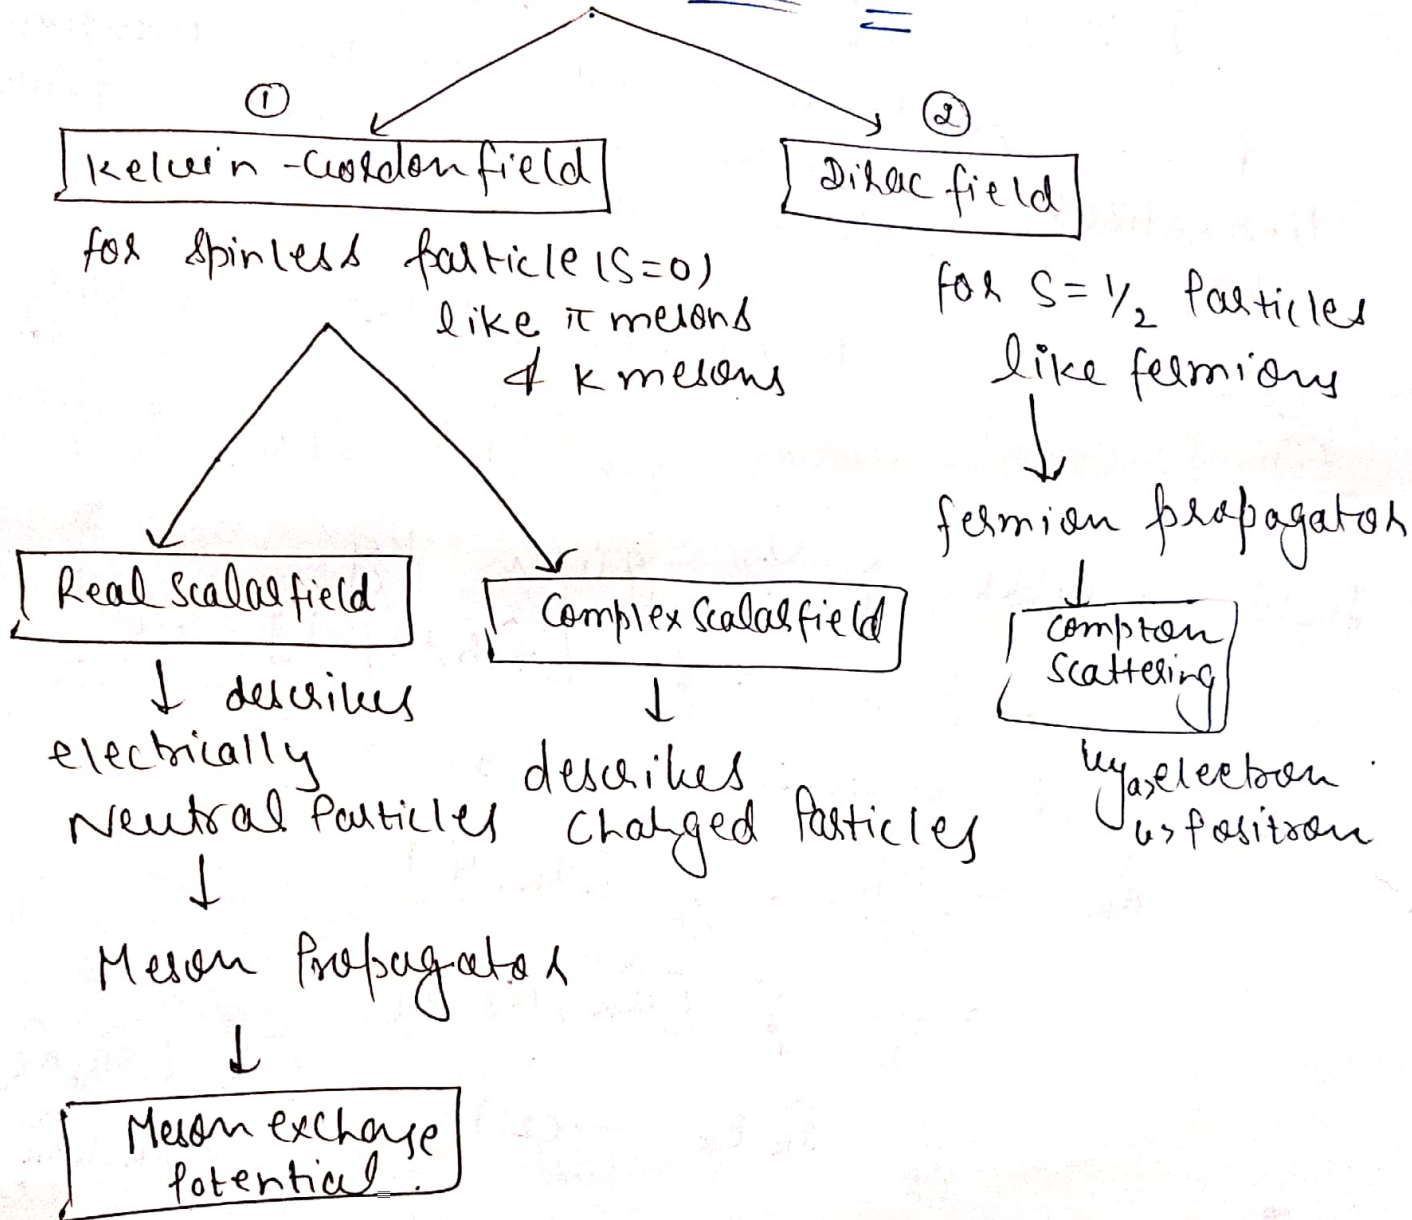 ①
Kelvin-Gordon field
for spinless particle (S=0)
like π mesons
& K mesons
Real Scalar field
↓ describes
electrically
Neutral Particles
↓
Meson Propagator
↓
Meson exchange
Potential.
Complex Scalar field
↓
describes
Charged Particles
②
Dirac field
for S=1/2 Particles
like fermions
↓
fermion propagator
↓
Compton
Scattering
by a> electron
b> Positron